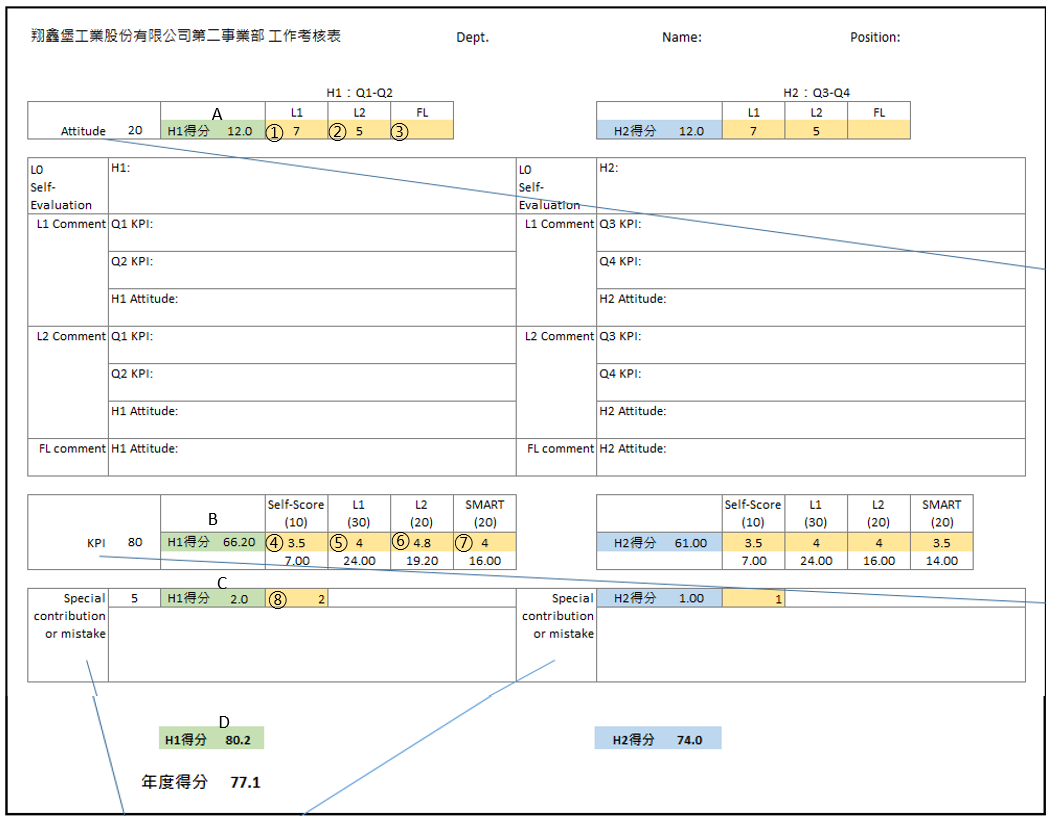 翔鑫堡工業股份有限公司第二事業部 工作考核表 Dept. Name: Position:
H1：Q1-Q2 H2：Q3-Q4
A L1 L2 FL L1 L2 FL
Attitude 20 H1得分 12.0 ① 7 ② 5 ③ H2得分 12.0 7 5
L0 Self-Evaluation H1: L0 Self-Evaluation H2:
L1 Comment Q1 KPI: L1 Comment Q3 KPI:
Q2 KPI: Q4 KPI:
H1 Attitude: H2 Attitude:
L2 Comment Q1 KPI: L2 Comment Q3 KPI:
Q2 KPI: Q4 KPI:
H1 Attitude: H2 Attitude:
FL comment H1 Attitude: FL comment H2 Attitude:
Self-Score L1 L2 SMART Self-Score L1 L2 SMART
B (10) (30) (20) (20) (10) (30) (20) (20)
KPI 80 H1得分 66.20 ④ 3.5 ⑤ 4 ⑥ 4.8 ⑦ 4 H2得分 61.00 3.5 4 4 3.5
7.00 24.00 19.20 16.00 7.00 24.00 16.00 14.00
C
Special 5 H1得分 2.0 ⑧ 2 Special H2得分 1.00 1
contribution contribution
or mistake or mistake
D
H1得分 80.2 H2得分 74.0
年度得分 77.1